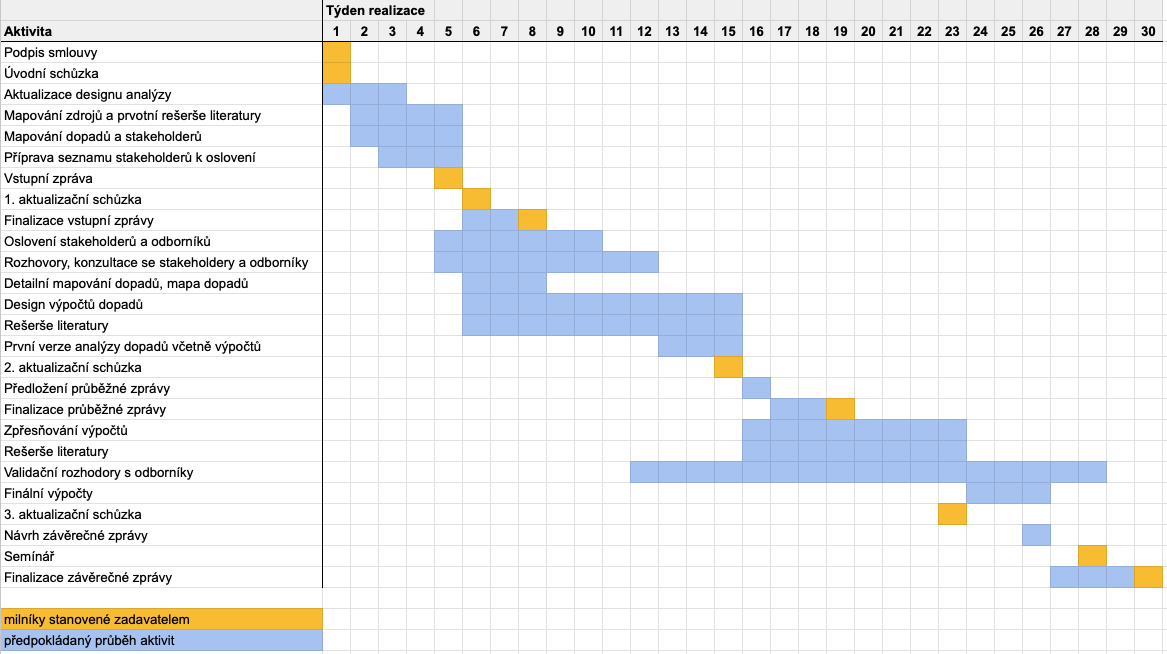 Týden realizace
Aktivita 1 2 3 4 5 6 7 8 9 10 11 12 13 14 15 16 17 18 19 20 21 22 23 24 25 26 27 28 29 30
Podpis smlouvy
Úvodní schůzka
Aktualizace designu analýzy
Mapování zdrojů a prvotní rešerše literatury
Mapování dopadů a stakeholderů
Příprava seznamu stakeholderů k oslovení
Vstupní zpráva
1. aktualizační schůzka
Finalizace vstupní zprávy
Oslovení stakeholderů a odborníků
Rozhovory, konzultace se stakeholdery a odborníky
Detailní mapování dopadů, mapa dopadů
Design výpočtů dopadů
Rešerše literatury
První verze analýzy dopadů včetně výpočtů
2. aktualizační schůzka
Předložení průběžné zprávy
Finalizace průběžné zprávy
Zpřesňování výpočtů
Rešerše literatury
Validační rozhodory s odborníky
Finální výpočty
3. aktualizační schůzka
Návrh závěrečné zprávy
Seminář
Finalizace závěrečné zprávy
milníky stanovené zadavatelem
předpokládaný průběh aktivit